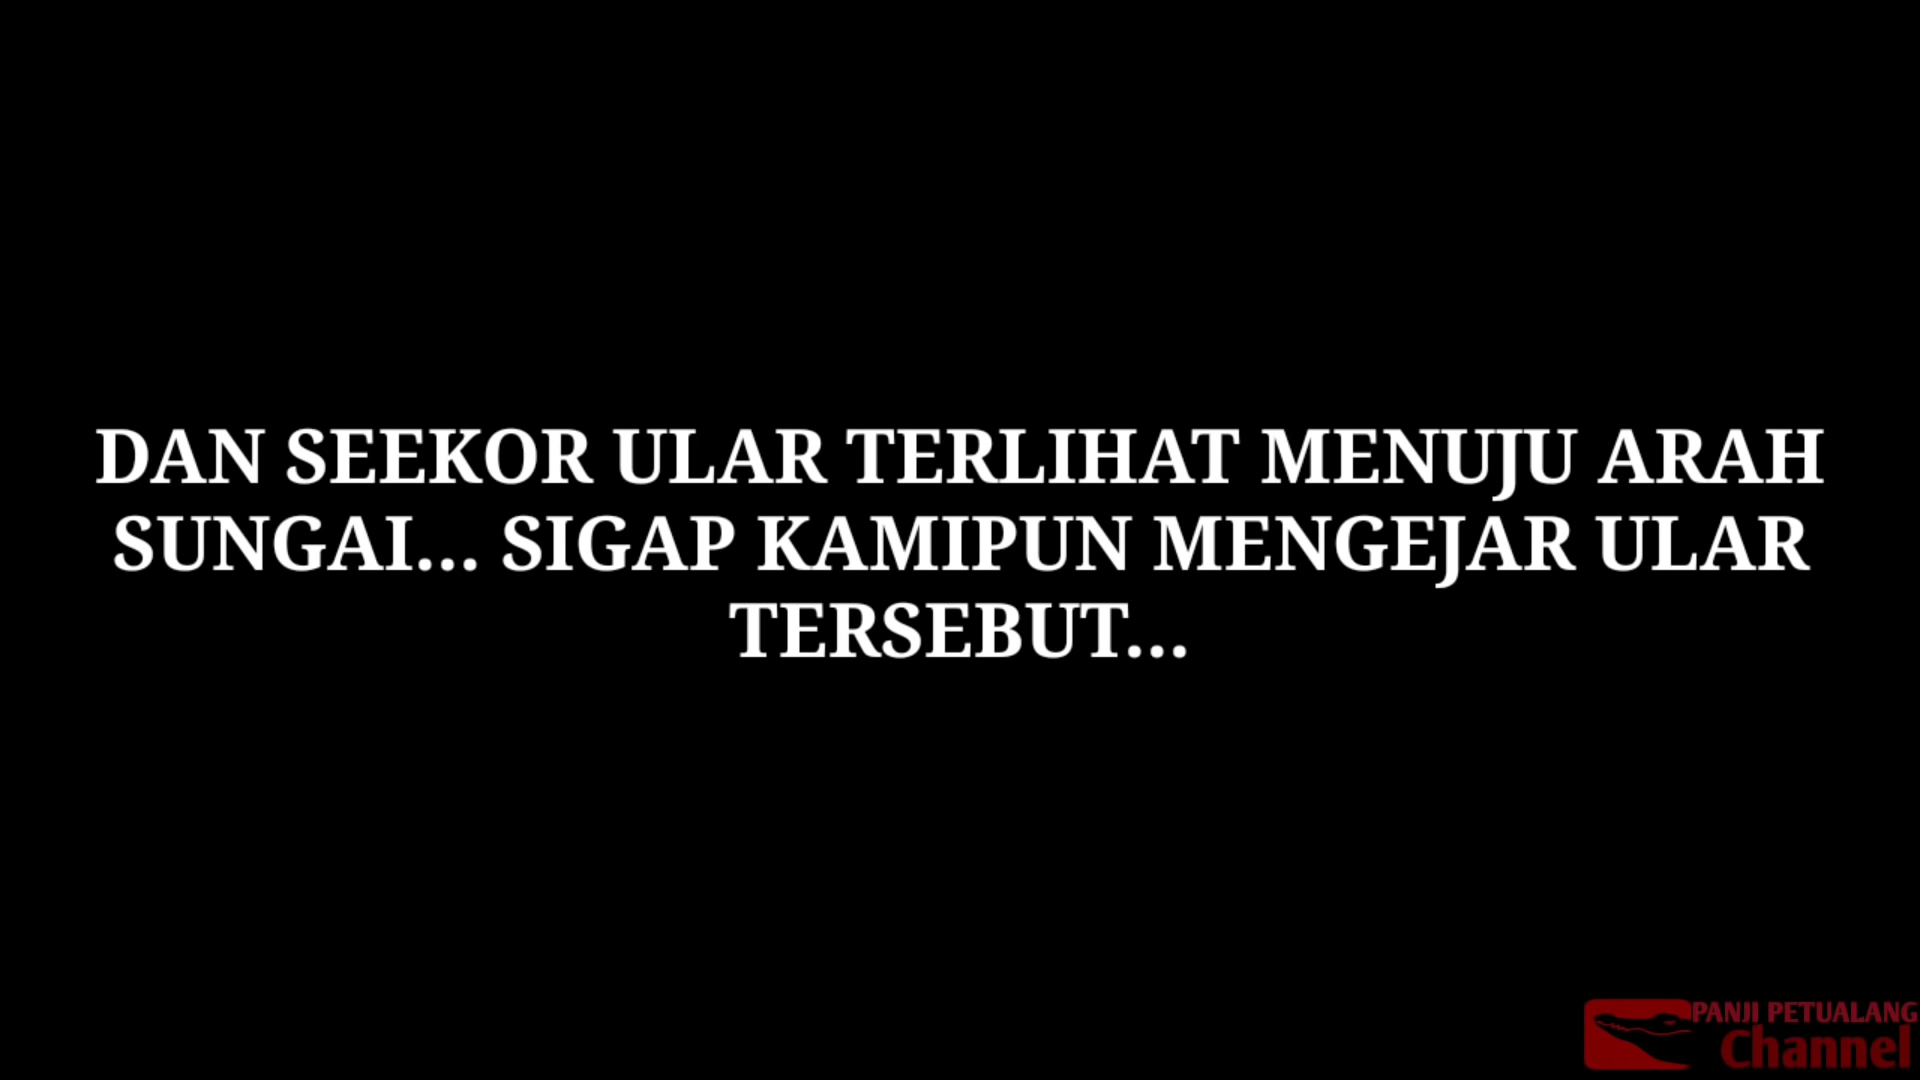 DAN SEEKOR ULAR TERLIHAT MENUJU ARAH
SUNGAI... SIGAP KAMIPUN MENGEJAR ULAR
TERSEBUT...
PANJI PETUALANG
Channel